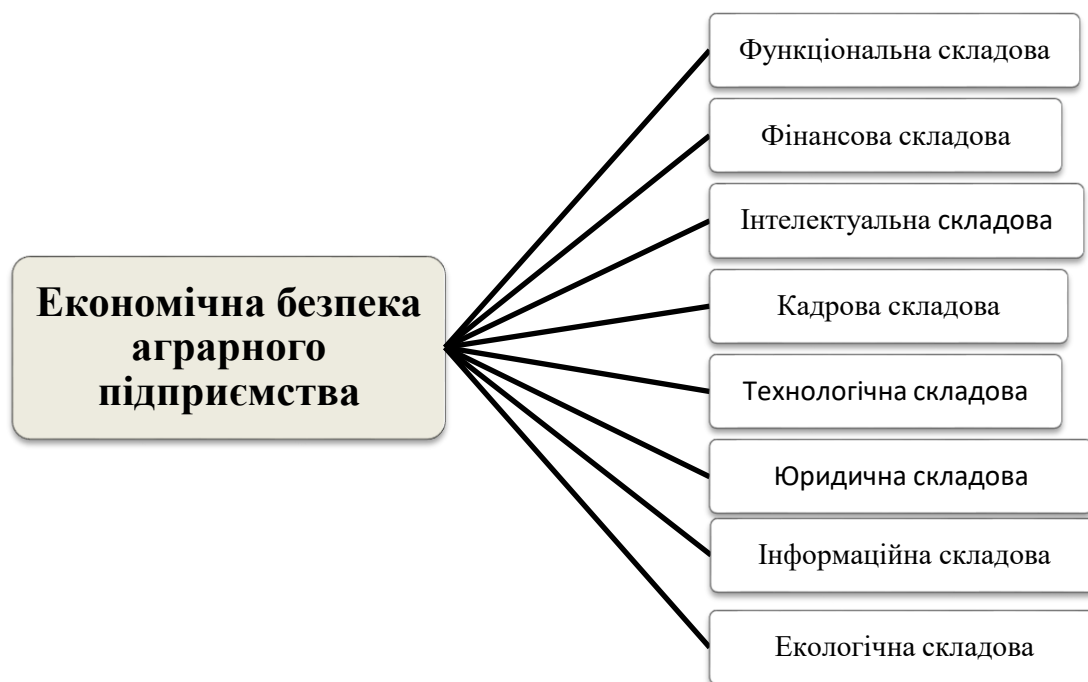 Функціональна складова
Фінансова складова
Інтелектуальна складова
Економічна безпека
аграрного
підприємства
Кадрова складова
Технологічна складова
Юридична складова
Інформаційна складова
Екологічна складова